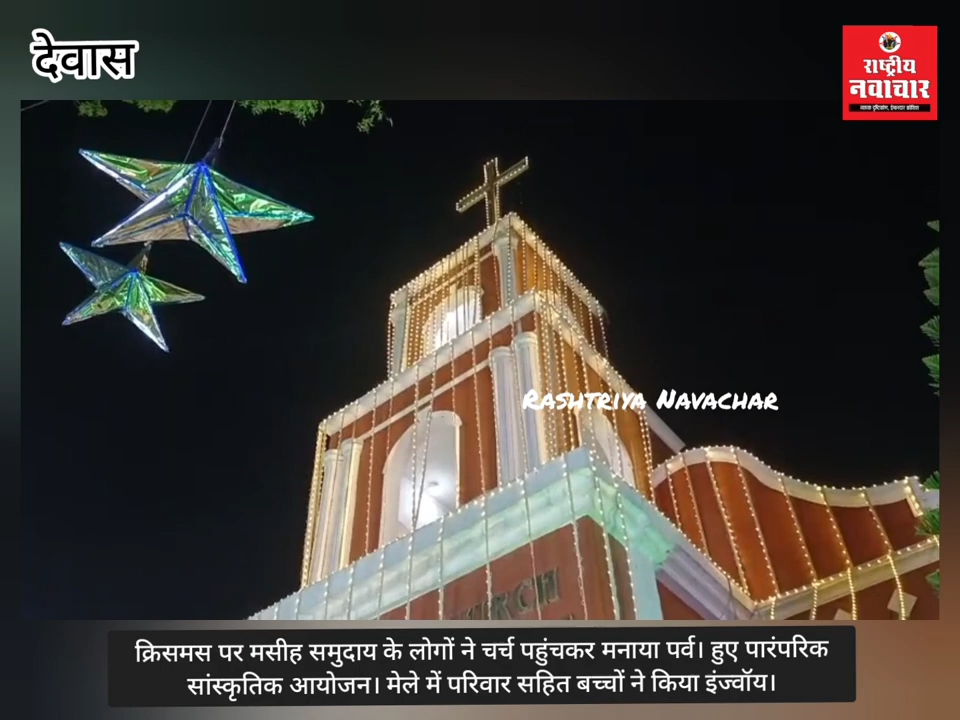 देवास
राष्ट्रीय
नवाचार
Rashtriya Navachar
क्रिसमस पर मसीह समुदाय के लोगों ने चर्च पहुंचकर मनाया पर्व। हुए पारंपरिक
सांस्कृतिक आयोजन। मेले में परिवार सहित बच्चों ने किया इंज्वॉय।